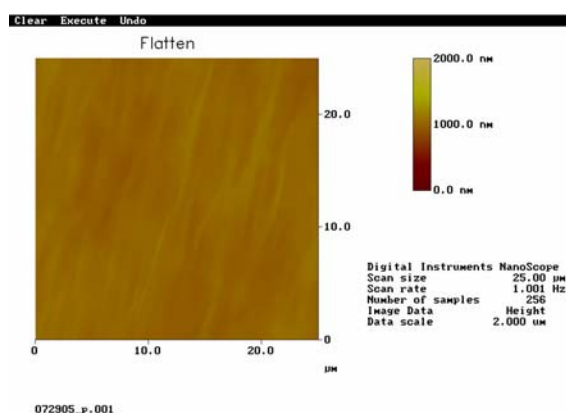 Clear Execute Undo
Flatten
2000.0 nm
1000.0 nm
0.0 nm
20.0
10.0
0
0 10.0 20.0
µm
Digital Instruments NanoScope
Scan size 25.00 µm
Scan rate 1.001 Hz
Number of samples 256
Image Data Height
Data scale 2.000 um
072905_p.001